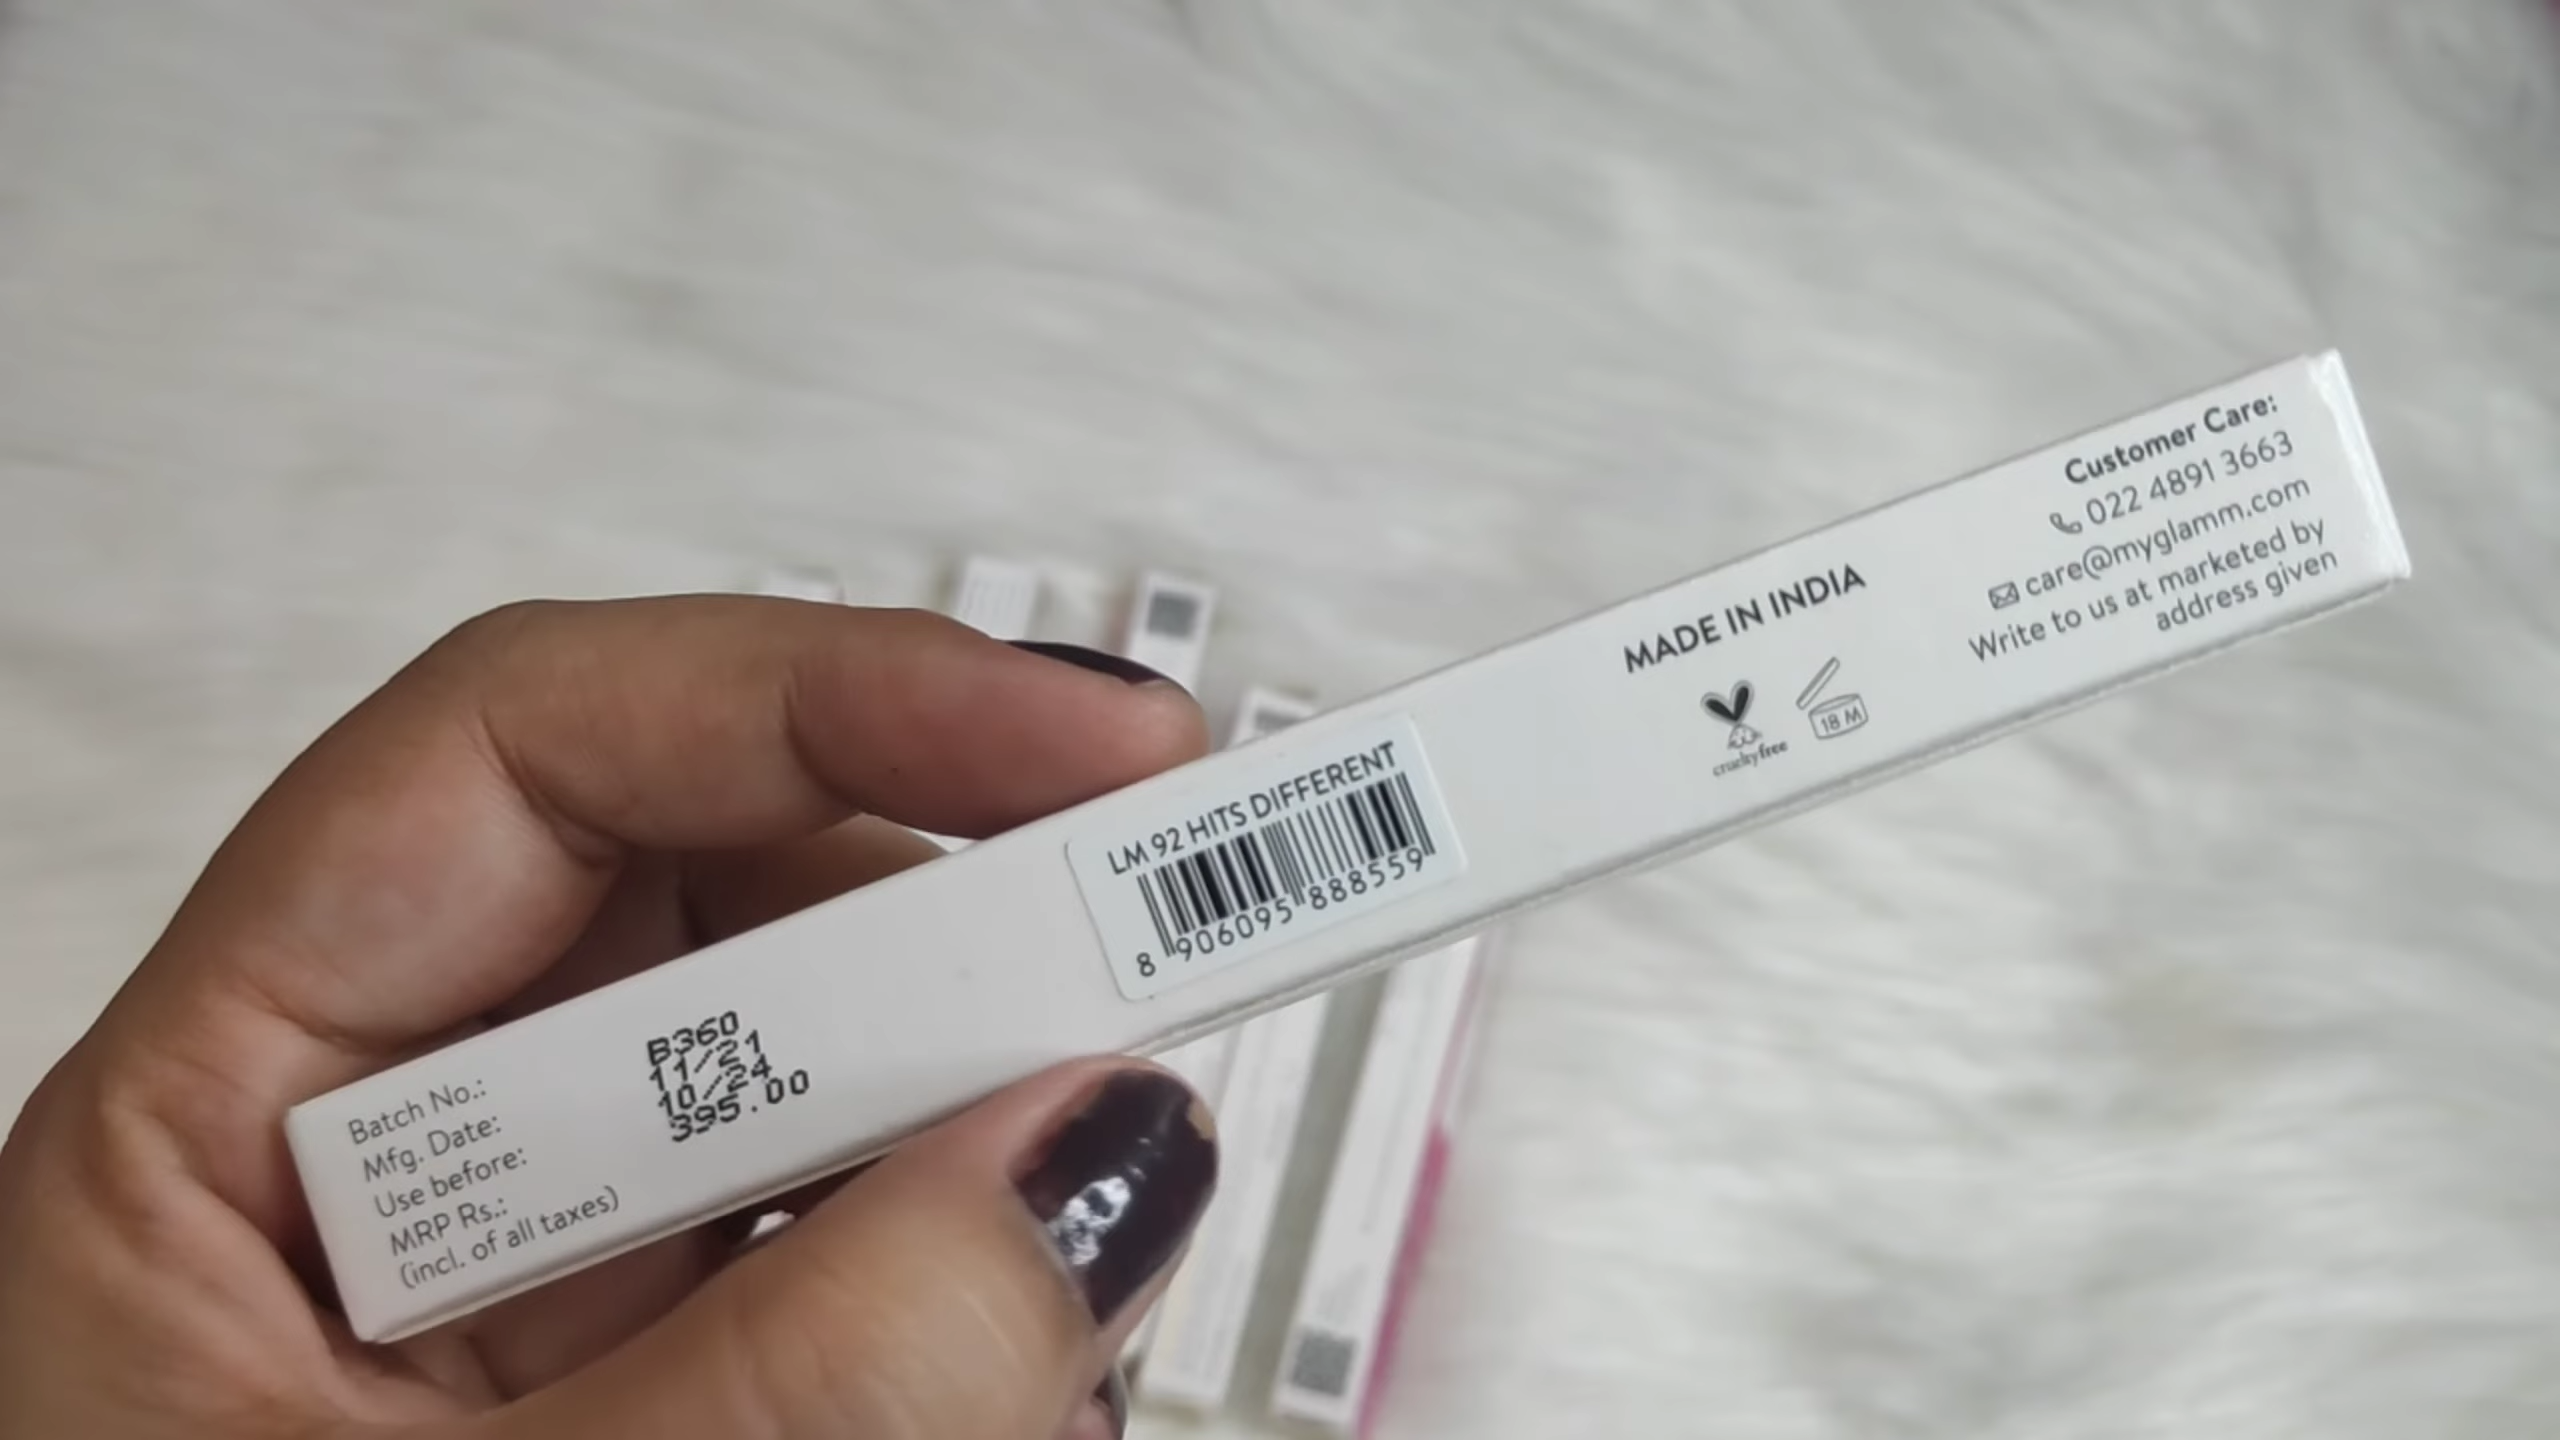 Batch No.:
Mfg. Date:
Use before:
MRP Rs.:
(incl. of all taxes)
B360
11/21
10/24
395.00
LM 92 HITS DIFFERENT
8 906095 888559
MADE IN INDIA
crueltyfree
18 M
Customer Care:
022 4891 3663
care@myglamm.com
Write to us at marketed by
address given